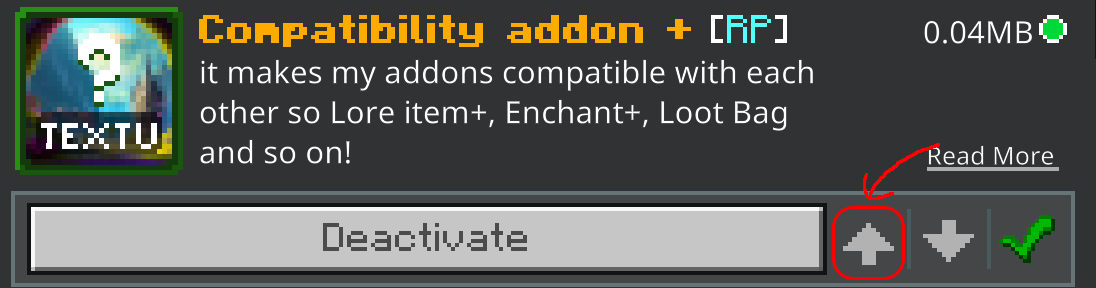 Compatibility addon + [RP]
0.04MB
it makes my addons compatible with each
other so Lore item+, Enchant+, Loot Bag
and so on!
TEXTU
Read More
Deactivate